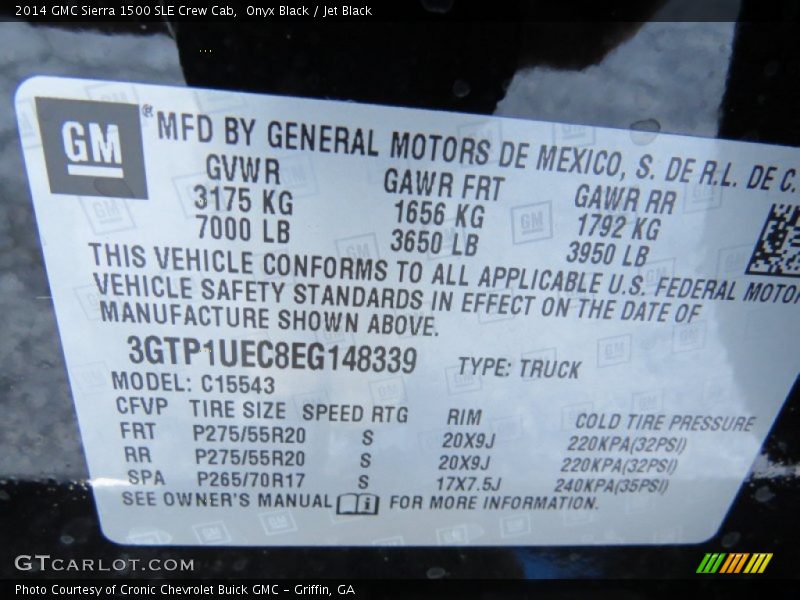 2014 GMC Sierra 1500 SLE Crew Cab,  Onyx Black / Jet Black
GM ® MFD BY GENERAL MOTORS DE MEXICO, S. DE R.L. DE C.
GVWR GAWR FRT GAWR RR
3175 KG 1656 KG 1792 KG
7000 LB 3650 LB 3950 LB
THIS VEHICLE CONFORMS TO ALL APPLICABLE U.S. FEDERAL MOTOR
VEHICLE SAFETY STANDARDS IN EFFECT ON THE DATE OF
MANUFACTURE SHOWN ABOVE.
3GTP1UEC8EG148339 TYPE: TRUCK
MODEL: C15543
CFVP TIRE SIZE SPEED RTG RIM COLD TIRE PRESSURE
FRT P275/55R20 S 20X9J 220KPA(32PSI)
RR P275/55R20 S 20X9J 220KPA(32PSI)
SPA P265/70R17 S 17X7.5J 240KPA(35PSI)
SEE OWNER'S MANUAL FOR MORE INFORMATION.
GTCARLOT.COM
Photo Courtesy of Cronic Chevrolet Buick GMC – Griffin, GA